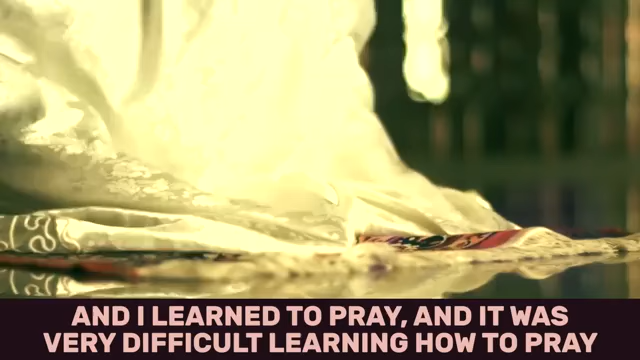 AND I LEARNED TO PRAY, AND IT WAS
VERY DIFFICULT LEARNING HOW TO PRAY